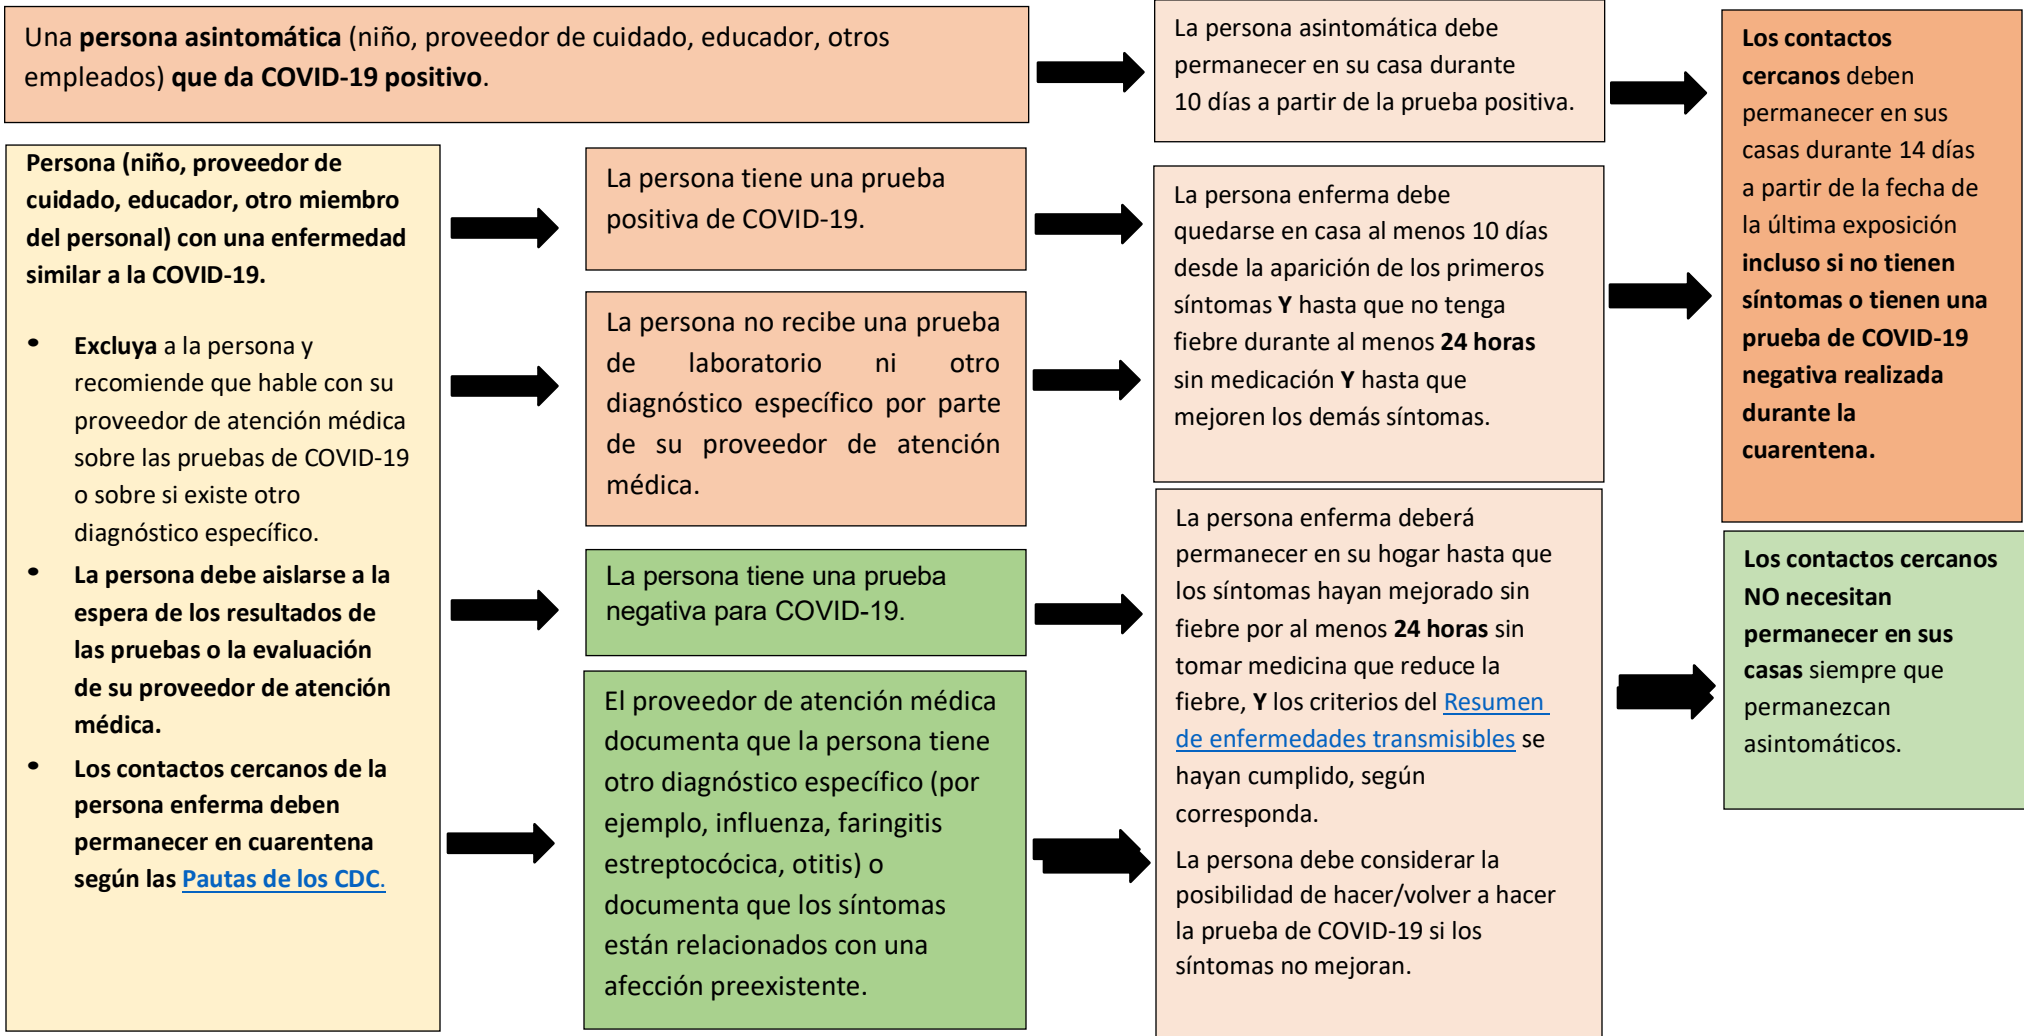 Una persona asintomática (niño, proveedor de cuidado, educador, otros
empleados) que da COVID-19 positivo.
La persona asintomática debe
permanecer en su casa durante
10 días a partir de la prueba positiva.
Los contactos
cercanos deben
permanecer en sus
casas durante 14 días
a partir de la fecha de
la última exposición
incluso si no tienen
síntomas o tienen una
prueba de COVID-19
negativa realizada
durante la
cuarentena.
Persona (niño, proveedor de
cuidado, educador, otro miembro
del personal) con una enfermedad
similar a la COVID-19.
• Excluya a la persona y
recomiende que hable con su
proveedor de atención médica
sobre las pruebas de COVID-19
o sobre si existe otro
diagnóstico específico.
• La persona debe aislarse a la
espera de los resultados de
las pruebas o la evaluación
de su proveedor de atención
médica.
• Los contactos cercanos de la
persona enferma deben
permanecer en cuarentena
según las Pautas de los CDC.
La persona tiene una prueba
positiva de COVID-19.
La persona no recibe una prueba
de laboratorio ni otro
diagnóstico específico por parte
de su proveedor de atención
médica.
La persona enferma debe
quedarse en casa al menos 10 días
desde la aparición de los primeros
síntomas Y hasta que no tenga
fiebre durante al menos 24 horas
sin medicación Y hasta que
mejoren los demás síntomas.
La persona tiene una prueba
negativa para COVID-19.
El proveedor de atención médica
documenta que la persona tiene
otro diagnóstico específico (por
ejemplo, influenza, faringitis
estreptocócica, otitis) o
documenta que los síntomas
están relacionados con una
afección preexistente.
La persona enferma deberá
permanecer en su hogar hasta que
los síntomas hayan mejorado sin
fiebre por al menos 24 horas sin
tomar medicina que reduce la
fiebre, Y los criterios del Resumen
de enfermedades transmisibles se
hayan cumplido, según
corresponda.
La persona debe considerar la
posibilidad de hacer/volver a hacer
la prueba de COVID-19 si los
síntomas no mejoran.
Los contactos cercanos
NO necesitan
permanecer en sus
casas siempre que
permanezcan
asintomáticos.